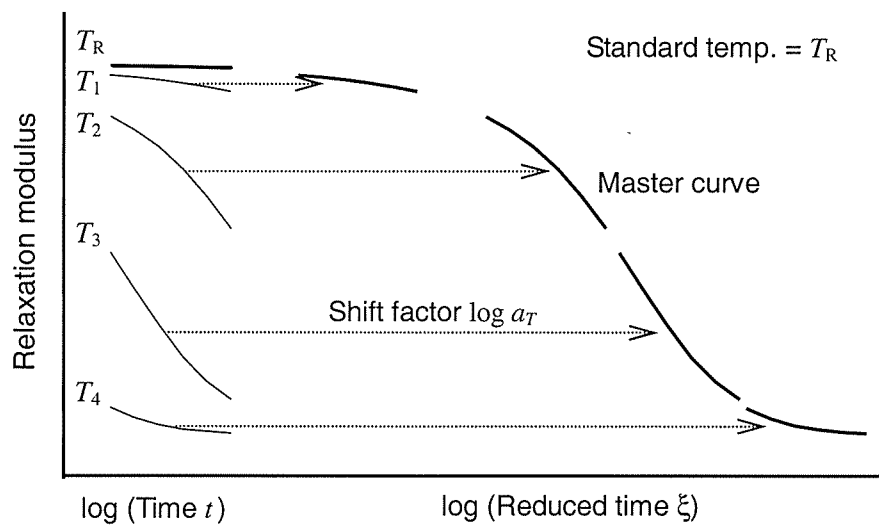 T_R
Standard temp. = T_R
T_1
T_2
Master curve
T_3
Relaxation modulus
Shift factor log a_T
T_4
log (Time t)
log (Reduced time ξ)